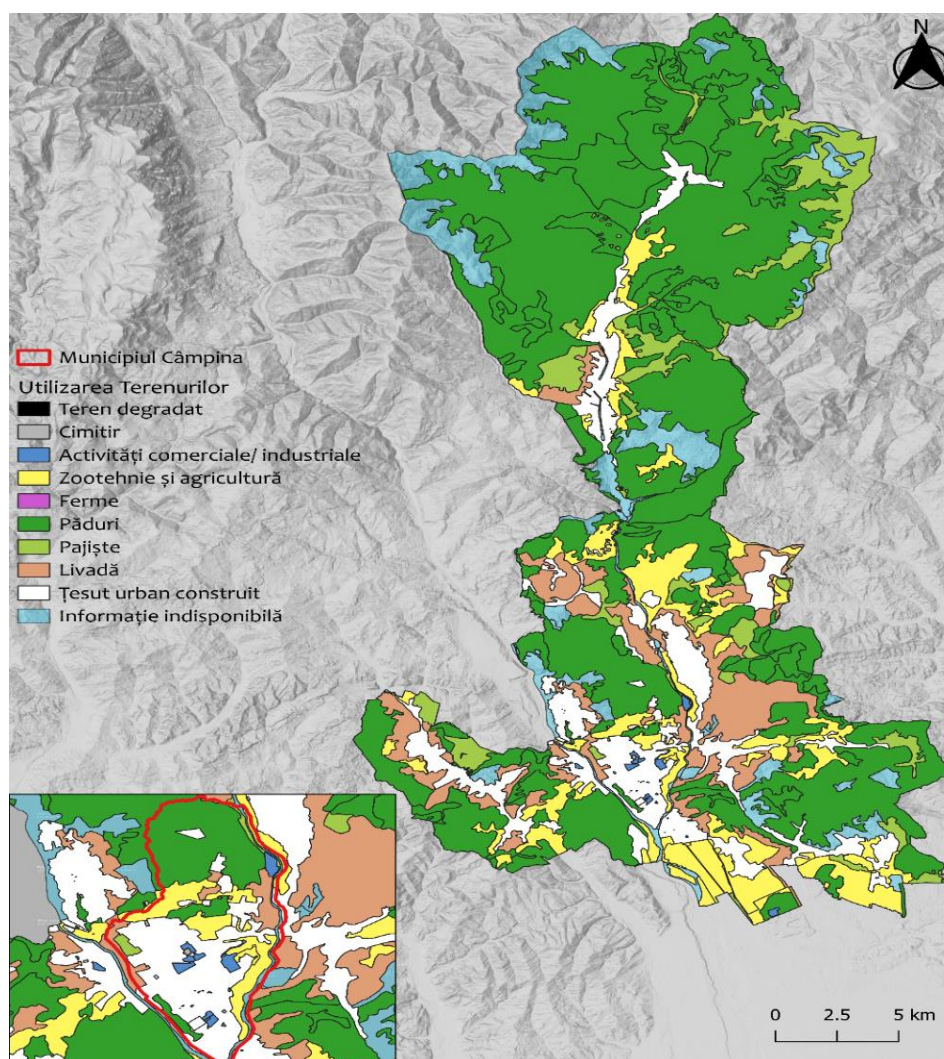 N
Municipiul Câmpina
Utilizarea Terenurilor
Teren degradat
Cimitir
Activități comerciale/ industriale
Zootehnie și agricultură
Ferme
Păduri
Pajiște
Livadă
Țesut urban construit
Informație indisponibilă
0 2.5 5 km